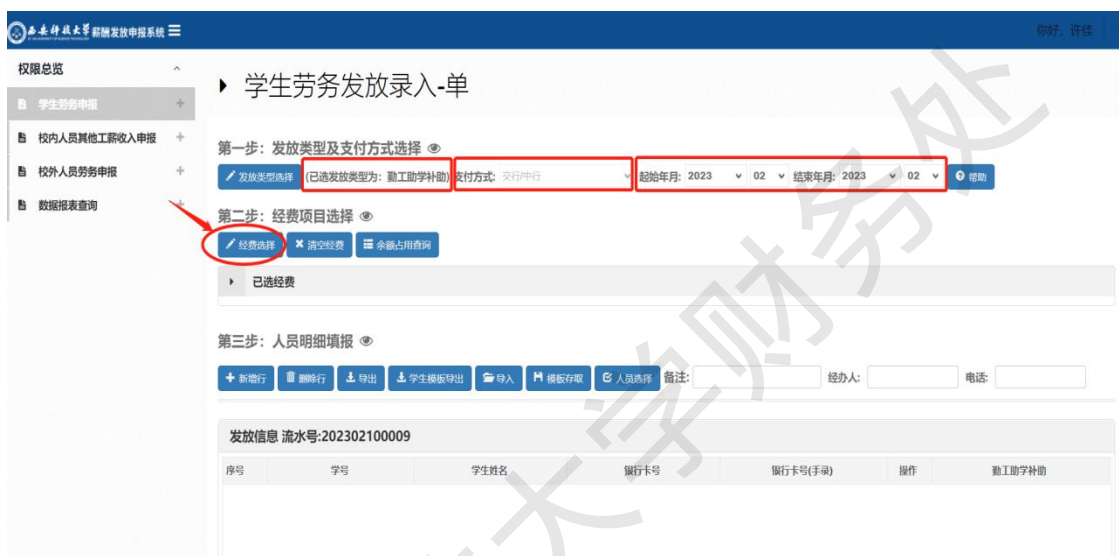 西安科技大学 薪酬发放申报系统
你好，许佳
权限总览
学生劳务申报
校内人员其他工薪收入申报
校外人员劳务申报
数据报表查询
学生劳务发放录入-单
第一步：发放类型及支付方式选择
发放类型选择 (已选发放类型为：勤工助学补助) 支付方式: 交行中行 起始年月: 2023 02 结束年月: 2023 02 帮助
第二步：经费项目选择
经费选择 清空经费 余额占用查询
已选经费
第三步：人员明细填报
新增行 删除行 导出 学生模板导出 导入 模板存取 人员选择 备注: 经办人: 电话:
发放信息 流水号:202302100009
序号 学号 学生姓名 银行卡号 银行卡号(手录) 操作 勤工助学补助
大学财务处